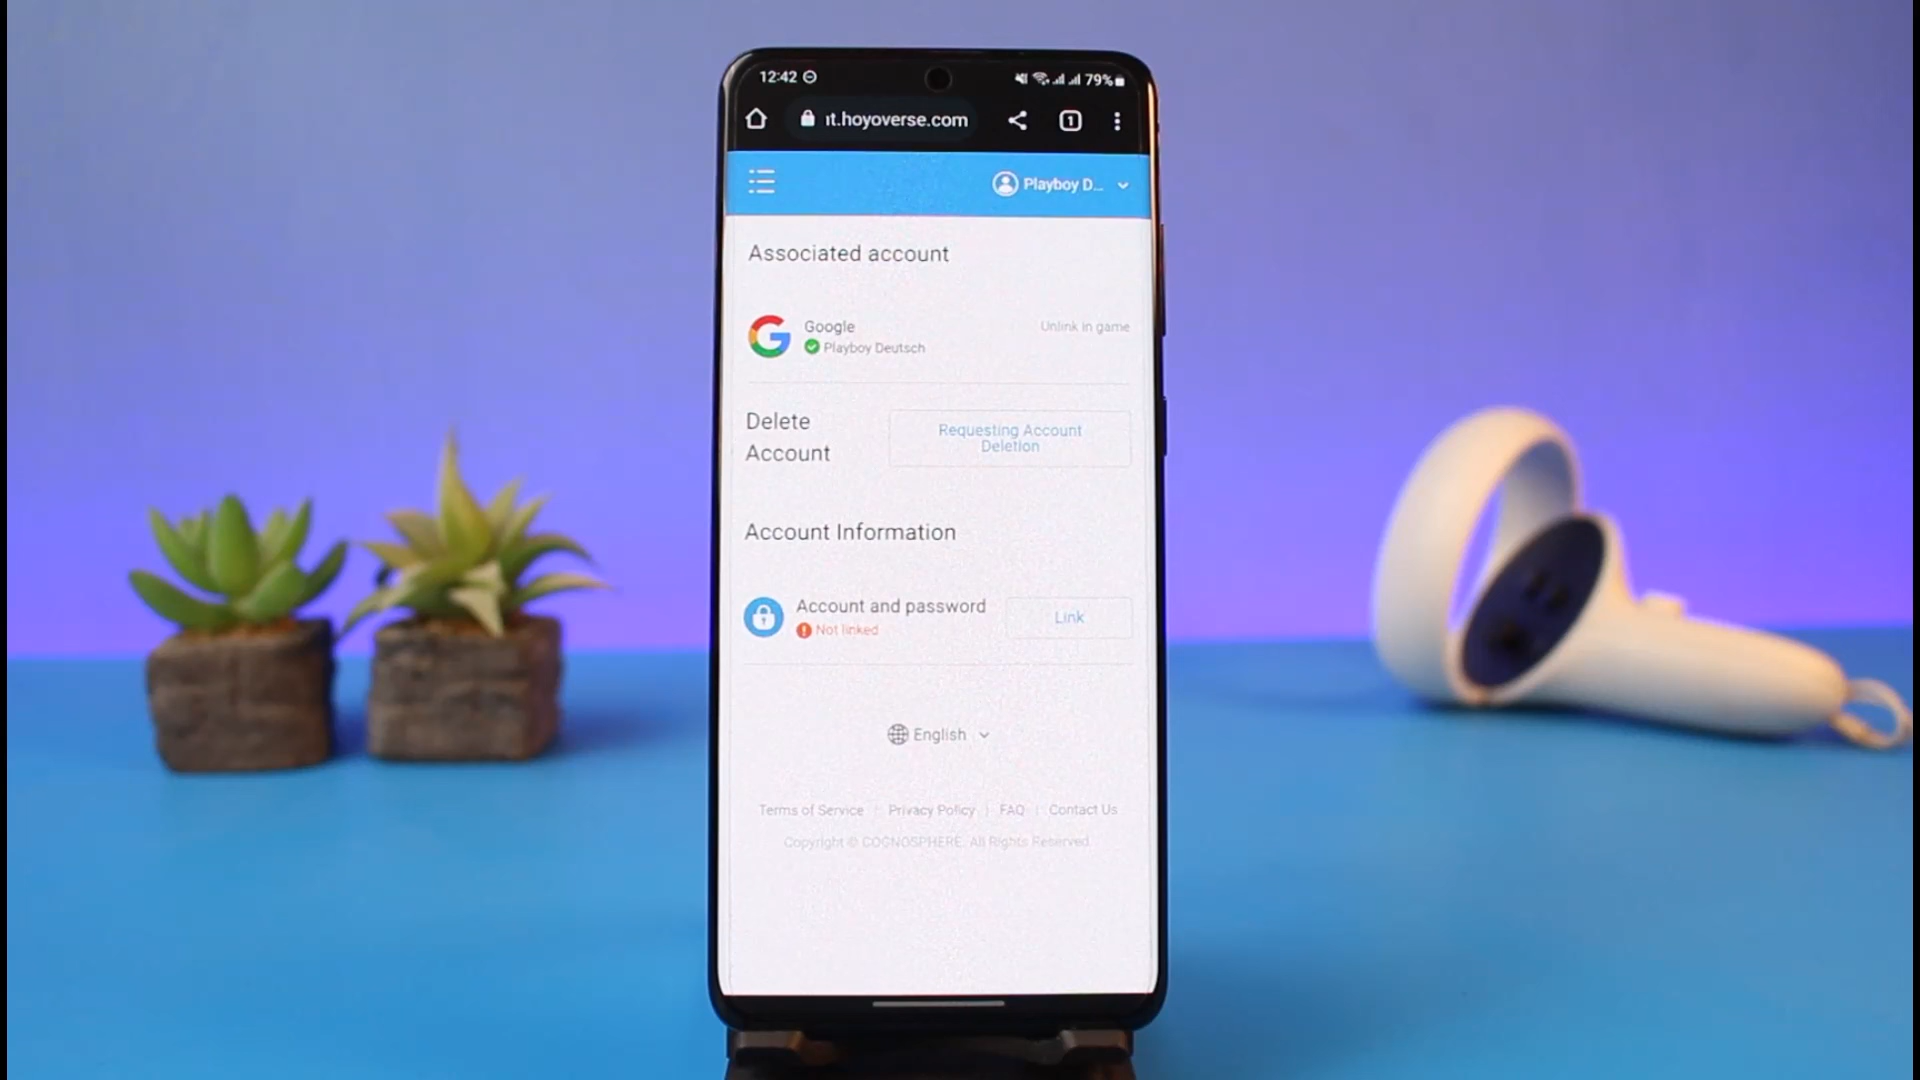 12:42
79%
1t.hoyoverse.com
1
Playboy D...
Associated account
Google
Unlink in game
Playboy Deutsch
Delete
Account
Requesting Account
Deletion
Account Information
Account and password
Not linked
Link
English
Terms of Service | Privacy Policy | FAQ | Contact Us
Copyright © COGNOSPHERE. All Rights Reserved.